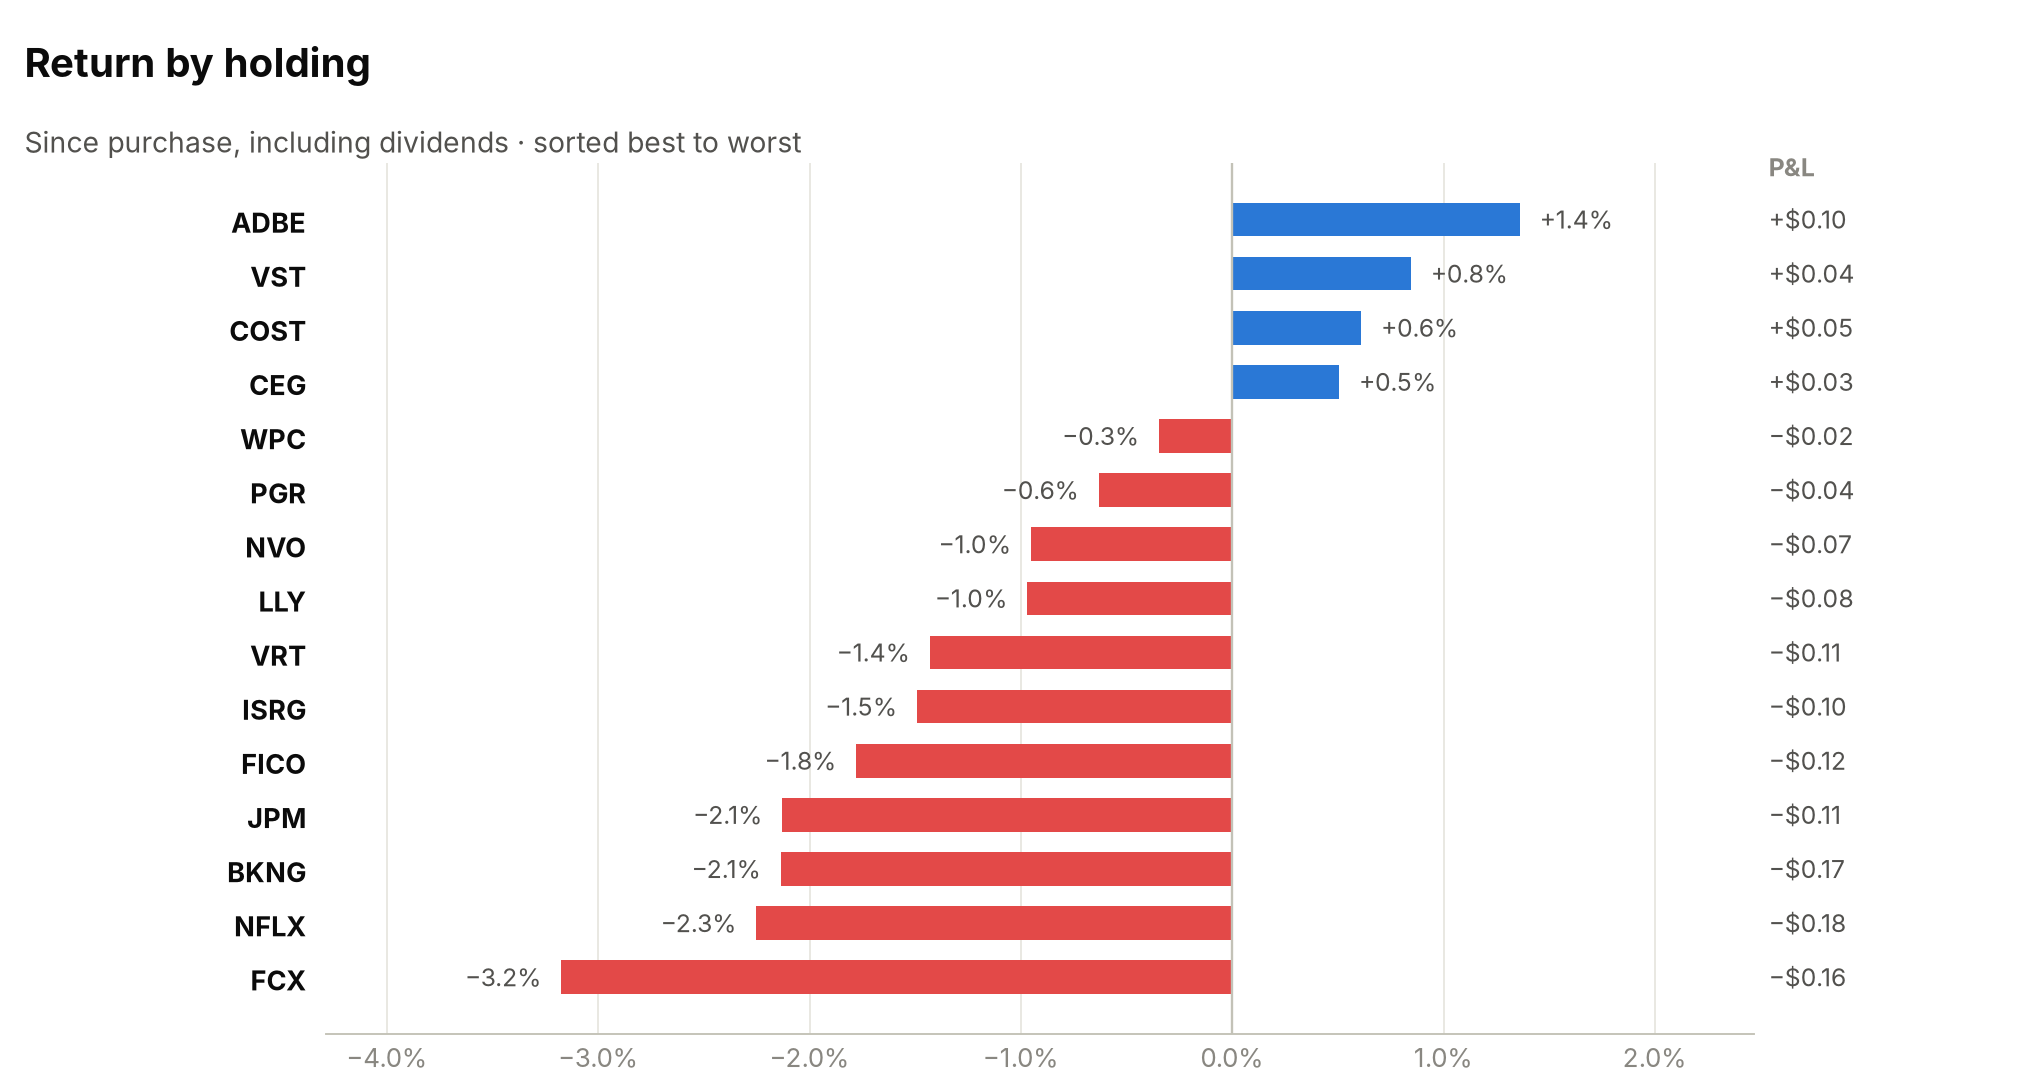 Return by holding
Since purchase, including dividends · sorted best to worst
P&L
ADBE +1.4% +$0.10
VST +0.8% +$0.04
COST +0.6% +$0.05
CEG +0.5% +$0.03
WPC −0.3% −$0.02
PGR −0.6% −$0.04
NVO −1.0% −$0.07
LLY −1.0% −$0.08
VRT −1.4% −$0.11
ISRG −1.5% −$0.10
FICO −1.8% −$0.12
JPM −2.1% −$0.11
BKNG −2.1% −$0.17
NFLX −2.3% −$0.18
FCX −3.2% −$0.16
−4.0% −3.0% −2.0% −1.0% 0.0% 1.0% 2.0%